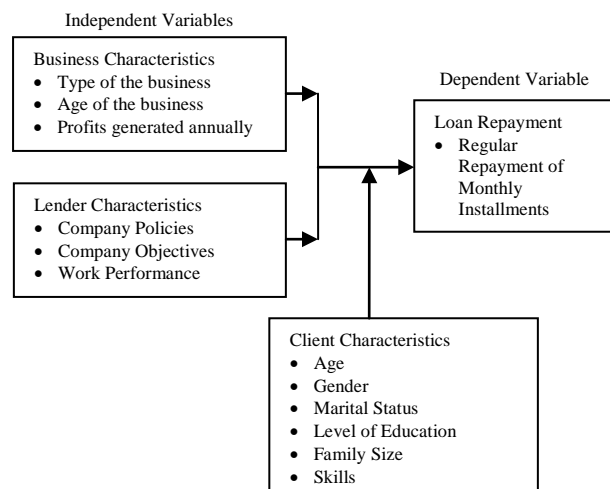 Independent Variables
Business Characteristics
• Type of the business
• Age of the business
• Profits generated annually
Dependent Variable
Loan Repayment
• Regular
Repayment of
Monthly
Installments
Lender Characteristics
• Company Policies
• Company Objectives
• Work Performance
Client Characteristics
• Age
• Gender
• Marital Status
• Level of Education
• Family Size
• Skills